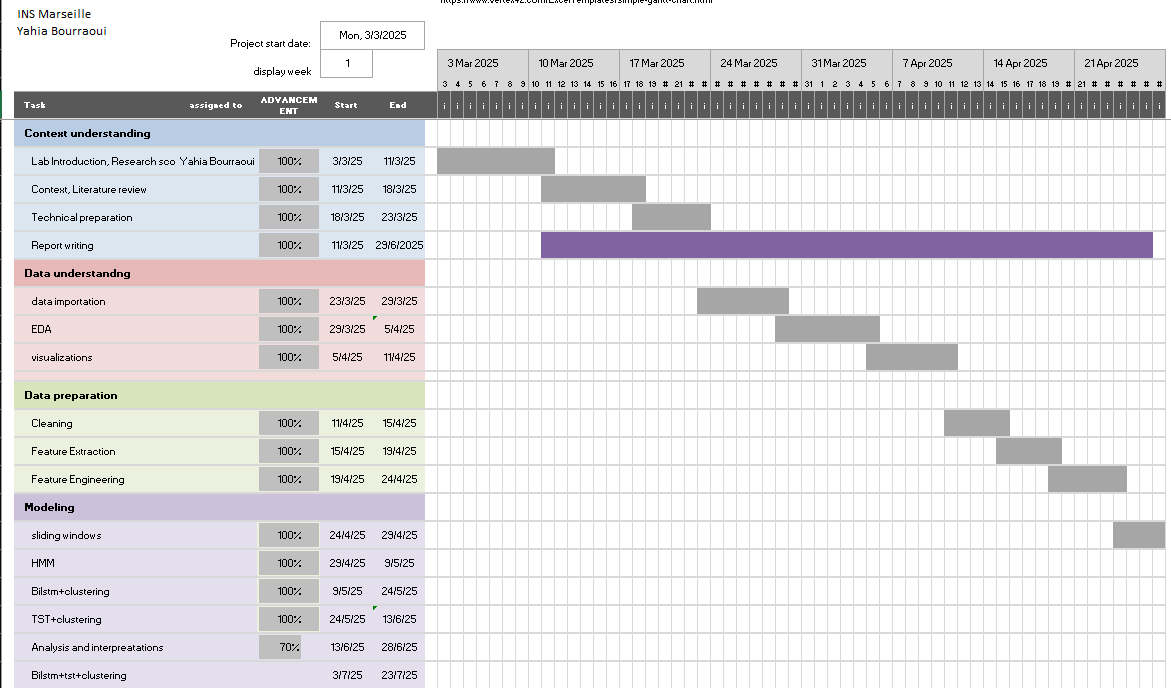 https://www.vertex42.com/ExcelTemplates/simple-gantt-chart.html
INS Marseille
Yahia Bourraoui
Project start date: Mon, 3/3/2025
display week 1
3 Mar 2025 10 Mar 2025 17 Mar 2025 24 Mar 2025 31 Mar 2025 7 Apr 2025 14 Apr 2025 21 Apr 2025
3 4 5 6 7 8 9 10 11 12 13 14 15 16 17 18 19 # 21 # # # # # # # # # 31 1 2 3 4 5 6 7 8 9 10 11 12 13 14 15 16 17 18 19 # 21 # # # # # #
Task assigned to ADVANCEM Start End i i i i i i i i i i i i i i i i i i i i i i i i i i i i i i i i i i i i i i i i i i i i i i i i i i i i i i i i
ENT
Context understanding
Lab Introduction, Research sco Yahia Bourraoui 100% 3/3/25 11/3/25
Context, Literature review 100% 11/3/25 18/3/25
Technical preparation 100% 18/3/25 23/3/25
Report writing 100% 11/3/25 29/6/2025
Data understandng
data importation 100% 23/3/25 29/3/25
EDA 100% 29/3/25 5/4/25
visualizations 100% 5/4/25 11/4/25
Data preparation
Cleaning 100% 11/4/25 15/4/25
Feature Extraction 100% 15/4/25 19/4/25
Feature Engineering 100% 19/4/25 24/4/25
Modeling
sliding windows 100% 24/4/25 29/4/25
HMM 100% 29/4/25 9/5/25
Bilstm+clustering 100% 9/5/25 24/5/25
TST+clustering 100% 24/5/25 13/6/25
Analysis and interpreatations 70% 13/6/25 28/6/25
Bilstm+tst+clustering 3/7/25 23/7/25